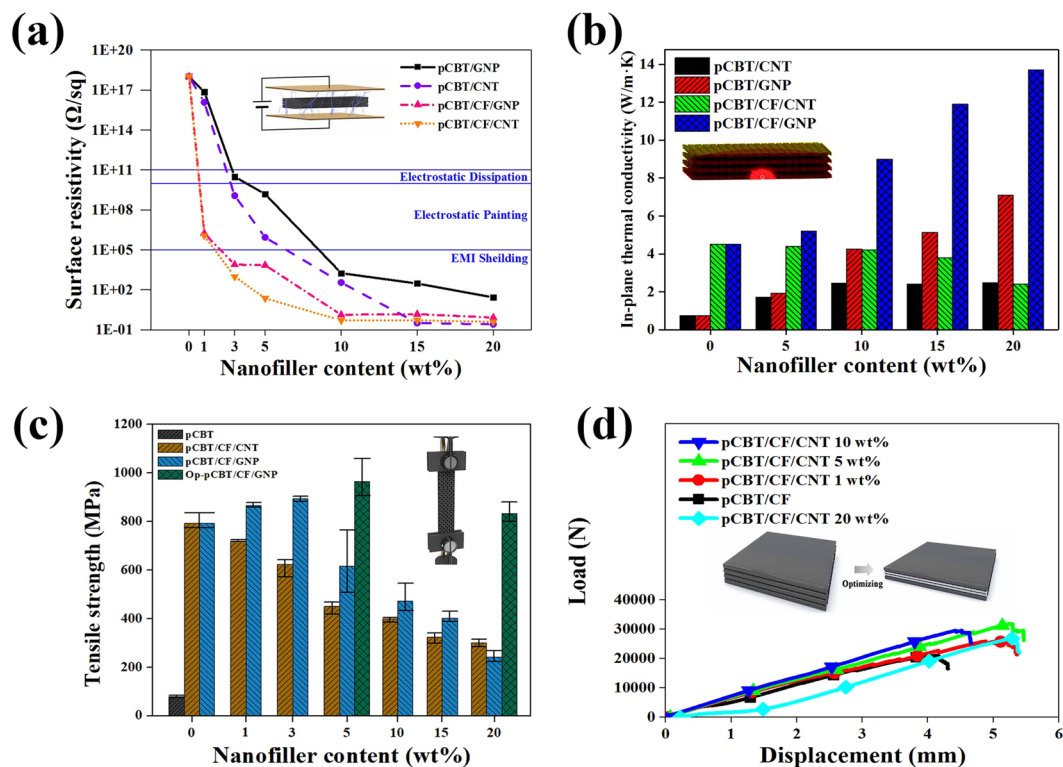 (a)
1E+20
1E+17
1E+14
1E+11
1E+08
1E+05
1E+02
1E-01
Surface resistivity (Ω/sq)
pCBT/GNP
pCBT/CNT
pCBT/CF/GNP
pCBT/CF/CNT
Electrostatic Dissipation
Electrostatic Painting
EMI Sheilding
0 1 3 5 10 15 20
Nanofiller content (wt%)
(b)
14
12
10
8
6
4
2
0
In-plane thermal conductivity (W/m·K)
pCBT/CNT
pCBT/GNP
pCBT/CF/CNT
pCBT/CF/GNP
0 5 10 15 20
Nanofiller content (wt%)
(c)
1200
1000
800
600
400
200
0
Tensile strength (MPa)
pCBT
pCBT/CF/CNT
pCBT/CF/GNP
Op-pCBT/CF/GNP
0 1 3 5 10 15 20
Nanofiller content (wt%)
(d)
pCBT/CF/CNT 10 wt%
pCBT/CF/CNT 5 wt%
pCBT/CF/CNT 1 wt%
pCBT/CF
pCBT/CF/CNT 20 wt%
Optimizing
Load (N)
40000
30000
20000
10000
0
0 1 2 3 4 5 6
Displacement (mm)